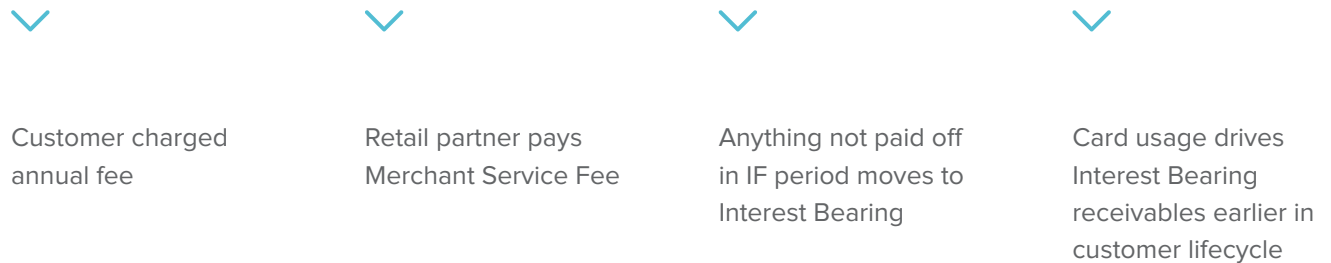 Customer charged
annual fee
Retail partner pays
Merchant Service Fee
Anything not paid off
in IF period moves to
Interest Bearing
Card usage drives
Interest Bearing
receivables earlier in
customer lifecycle